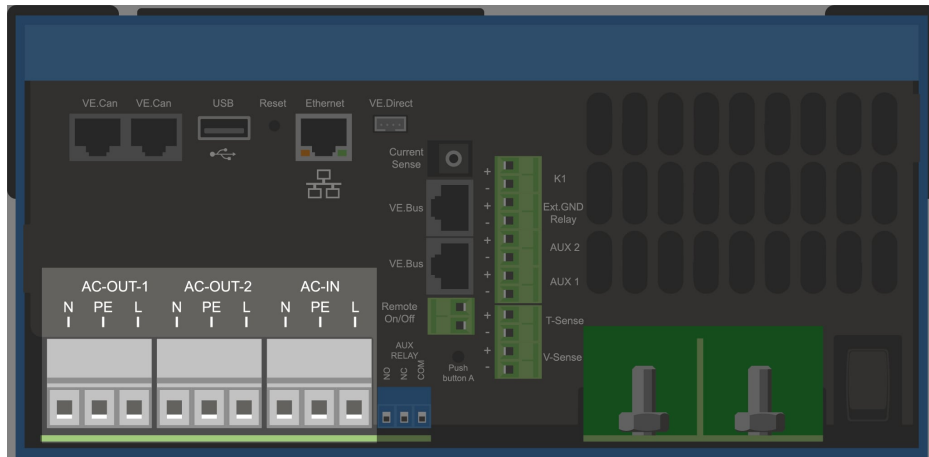 VE.Can VE.Can USB Reset Ethernet VE.Direct
Current
Sense
VE.Bus
VE.Bus
Remote
On/Off
AUX
RELAY
NO NC COM
Push
button A
+ K1
-
+ Ext.GND
- Relay
+ AUX 2
-
+ AUX 1
-
+ T-Sense
-
+ V-Sense
-
AC-OUT-1 AC-OUT-2 AC-IN
N PE L N PE L N PE L